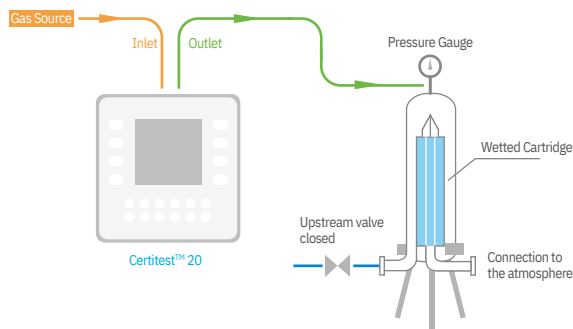 Gas Source
Inlet
Outlet
Pressure Gauge
Wetted Cartridge
Upstream valve
closed
Connection to
the atmosphere
Certitest™ 20